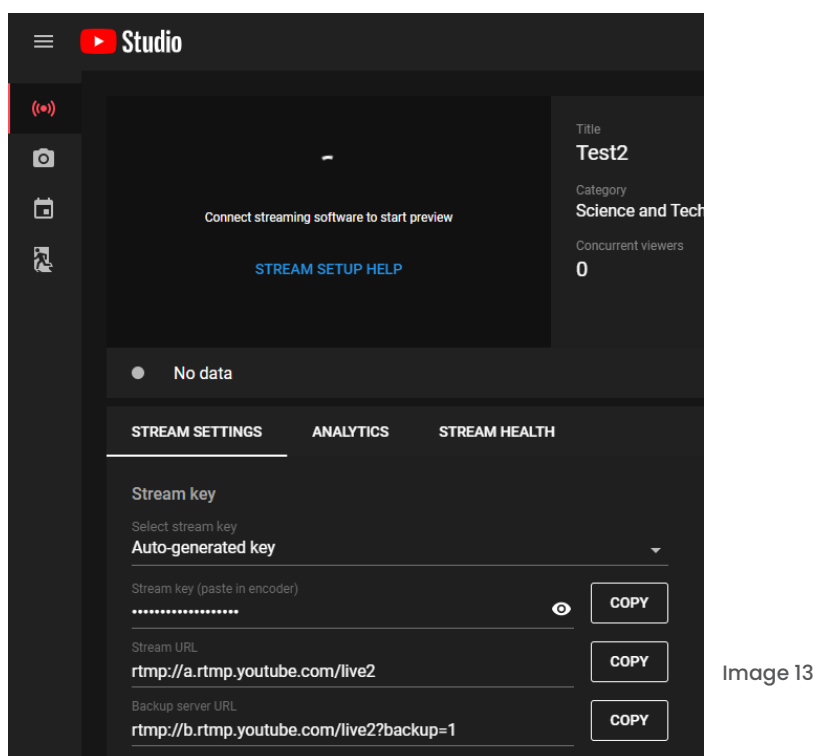 Studio
Title
Test2
Category
Science and Tech
Concurrent viewers
0
Connect streaming software to start preview
STREAM SETUP HELP
No data
STREAM SETTINGS ANALYTICS STREAM HEALTH
Stream key
Select stream key
Auto-generated key
Stream key (paste in encoder)
••••••••••••••••••• COPY
Stream URL
rtmp://a.rtmp.youtube.com/live2 COPY
Backup server URL
rtmp://b.rtmp.youtube.com/live2?backup=1 COPY
Image 13